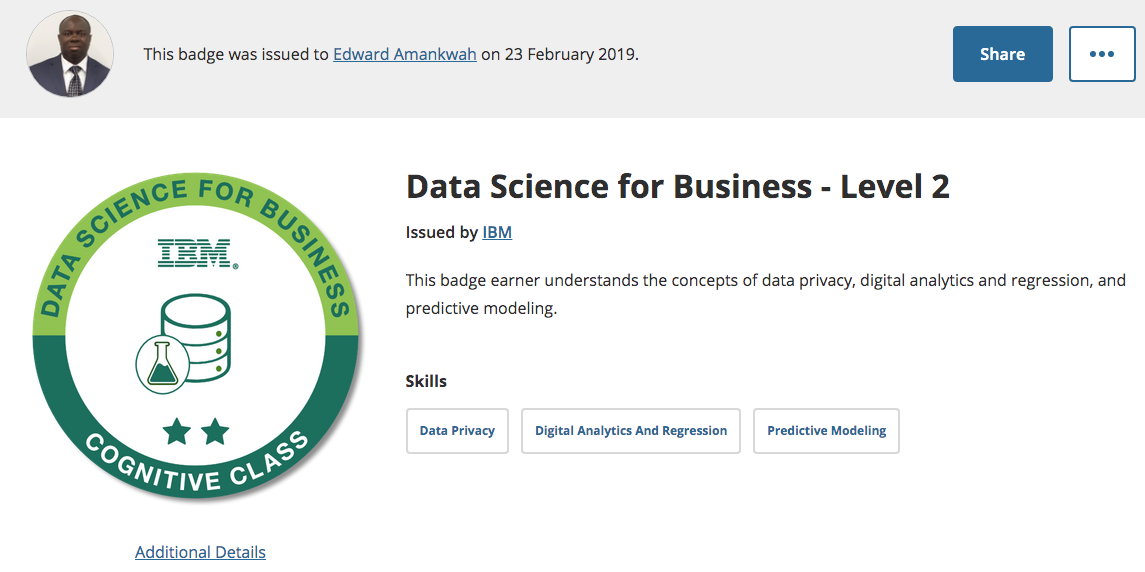 This badge was issued to Edward Amankwah on 23 February 2019.
Share
DATA SCIENCE FOR BUSINESS
IBM®
COGNITIVE CLASS
Additional Details
Data Science for Business - Level 2
Issued by IBM
This badge earner understands the concepts of data privacy, digital analytics and regression, and
predictive modeling.
Skills
Data Privacy
Digital Analytics And Regression
Predictive Modeling